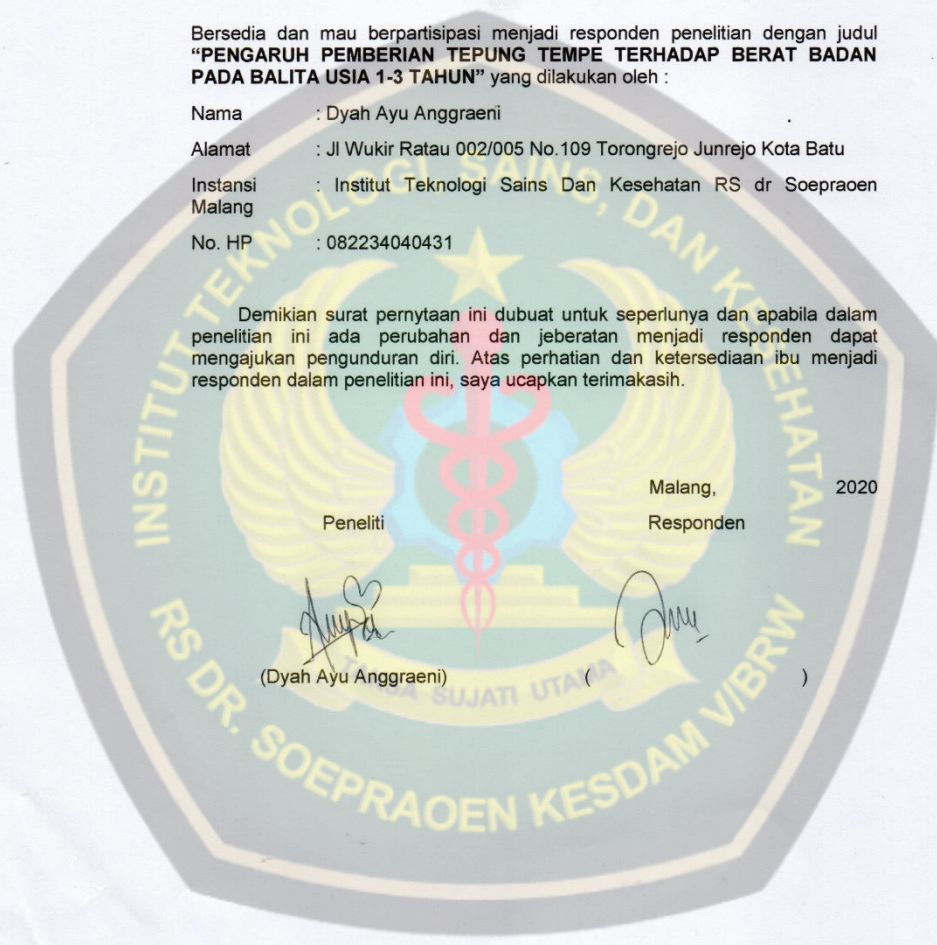 Bersedia dan mau berpartisipasi menjadi responden penelitian dengan judul
“PENGARUH PEMBERIAN TEPUNG TEMPE TERHADAP BERAT BADAN
PADA BALITA USIA 1-3 TAHUN” yang dilakukan oleh :
Nama : Dyah Ayu Anggraeni
Alamat : Jl Wukir Ratau 002/005 No.109 Torongrejo Junrejo Kota Batu
Instansi : Institut Teknologi Sains Dan Kesehatan RS dr Soepraoen
Malang
No. HP : 082234040431
Demikian surat pernytaan ini dubuat untuk seperlunya dan apabila dalam
penelitian ini ada perubahan dan jeberatan menjadi responden dapat
mengajukan pengunduran diri. Atas perhatian dan ketersediaan ibu menjadi
responden dalam penelitian ini, saya ucapkan terimakasih.
Malang, 2020
Peneliti Responden
(Dyah Ayu Anggraeni) ( )
INSTITUT TEKNOLOGI, SAINS, DAN KESEHATAN
RS DR. SOEPRAOEN KESDAM V/BRW
SUJATI UTAMA